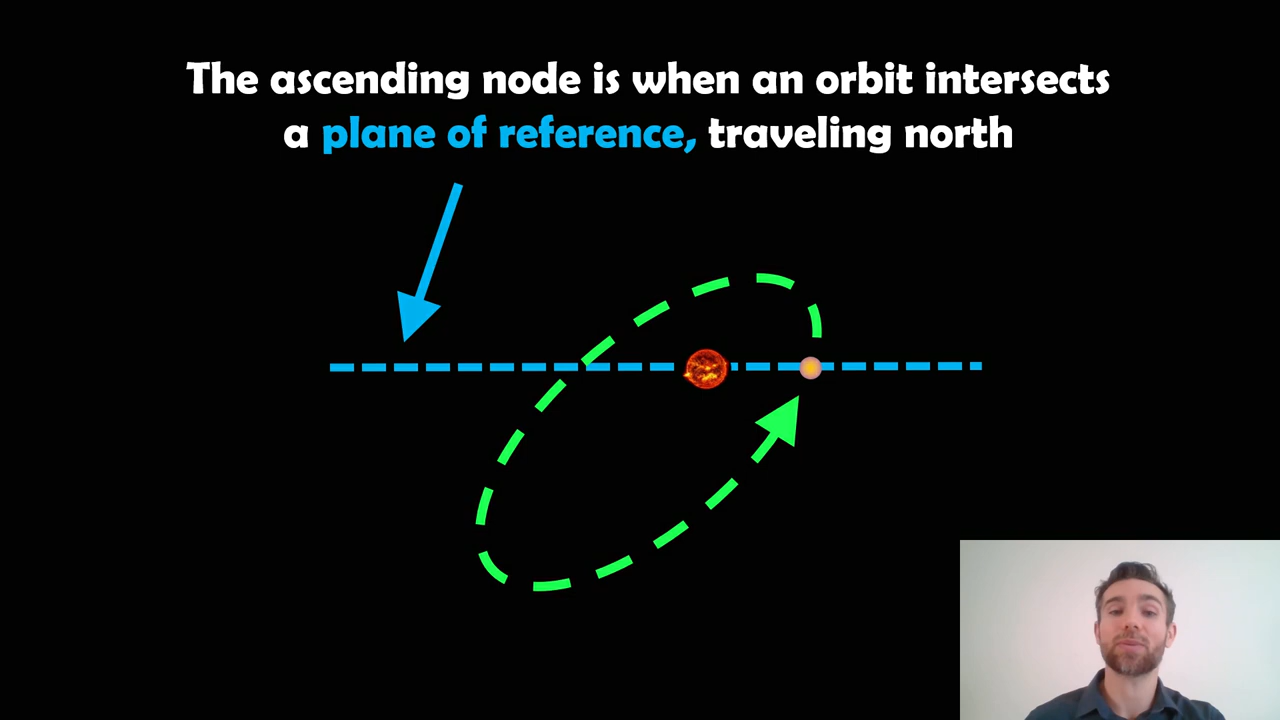 The ascending node is when an orbit intersects
a plane of reference, traveling north